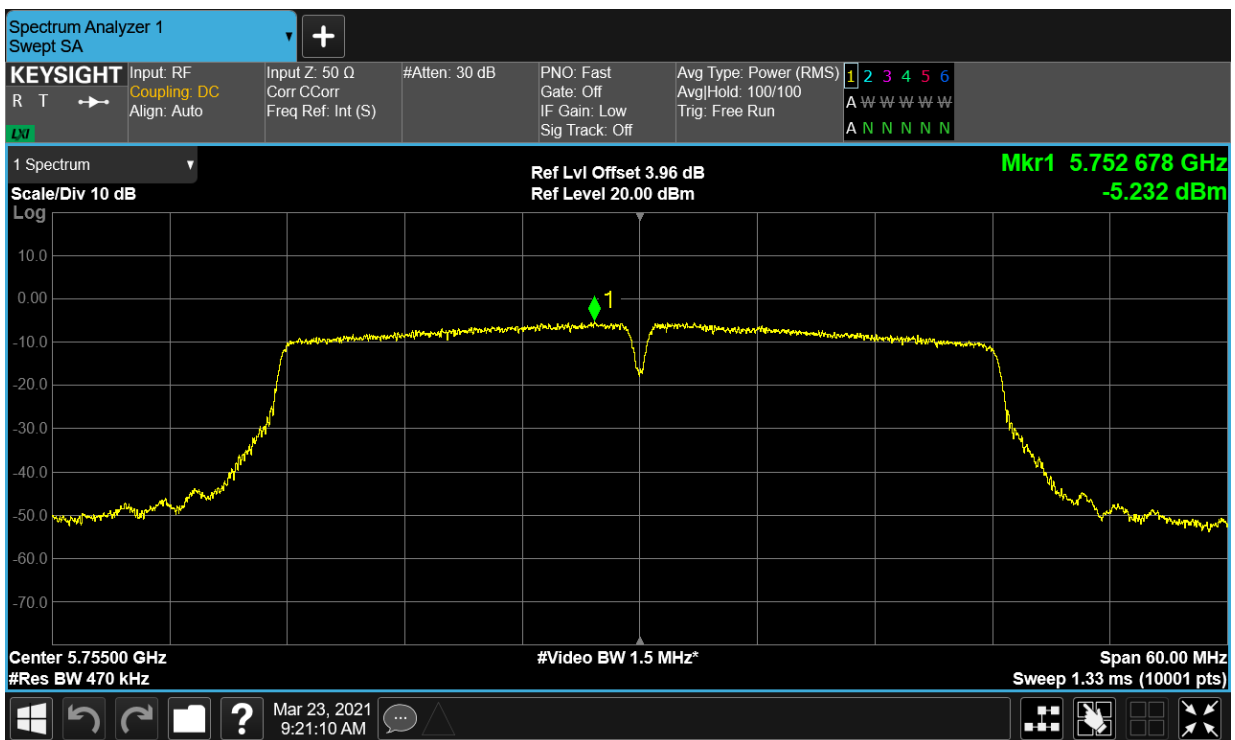 Spectrum Analyzer 1
Swept SA
KEYSIGHT
R T
LXI
Input: RF
Coupling: DC
Align: Auto
Input Z: 50 Ω
Corr CCorr
Freq Ref: Int (S)
#Atten: 30 dB
PNO: Fast
Gate: Off
IF Gain: Low
Sig Track: Off
Avg Type: Power (RMS)
Avg|Hold: 100/100
Trig: Free Run
1 2 3 4 5 6
A W W W W W
A N N N N N
1 Spectrum
Scale/Div 10 dB
Log
Ref Lvl Offset 3.96 dB
Ref Level 20.00 dBm
Mkr1 5.752 678 GHz
-5.232 dBm
10.0
0.00
1
-10.0
-20.0
-30.0
-40.0
-50.0
-60.0
-70.0
Center 5.75500 GHz
#Res BW 470 kHz
#Video BW 1.5 MHz*
Span 60.00 MHz
Sweep 1.33 ms (10001 pts)
?
Mar 23, 2021
9:21:10 AM